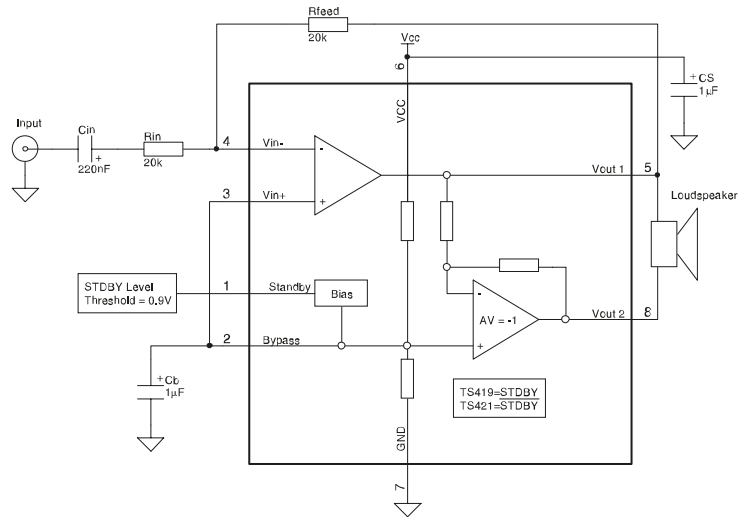 Rfeed
20k
Vcc
6
+ CS
1µF
VCC
Input
Cin
+
220nF
Rin
20k
4
Vin-
-
3
Vin+
+
Vout 1
5
Loudspeaker
STDBY Level
Threshold = 0.9V
1
Standby
Bias
-
AV = -1
+
Vout 2
8
2
Bypass
+ Cb
1µF
TS419=STDBY
TS421=STDBY
GND
7